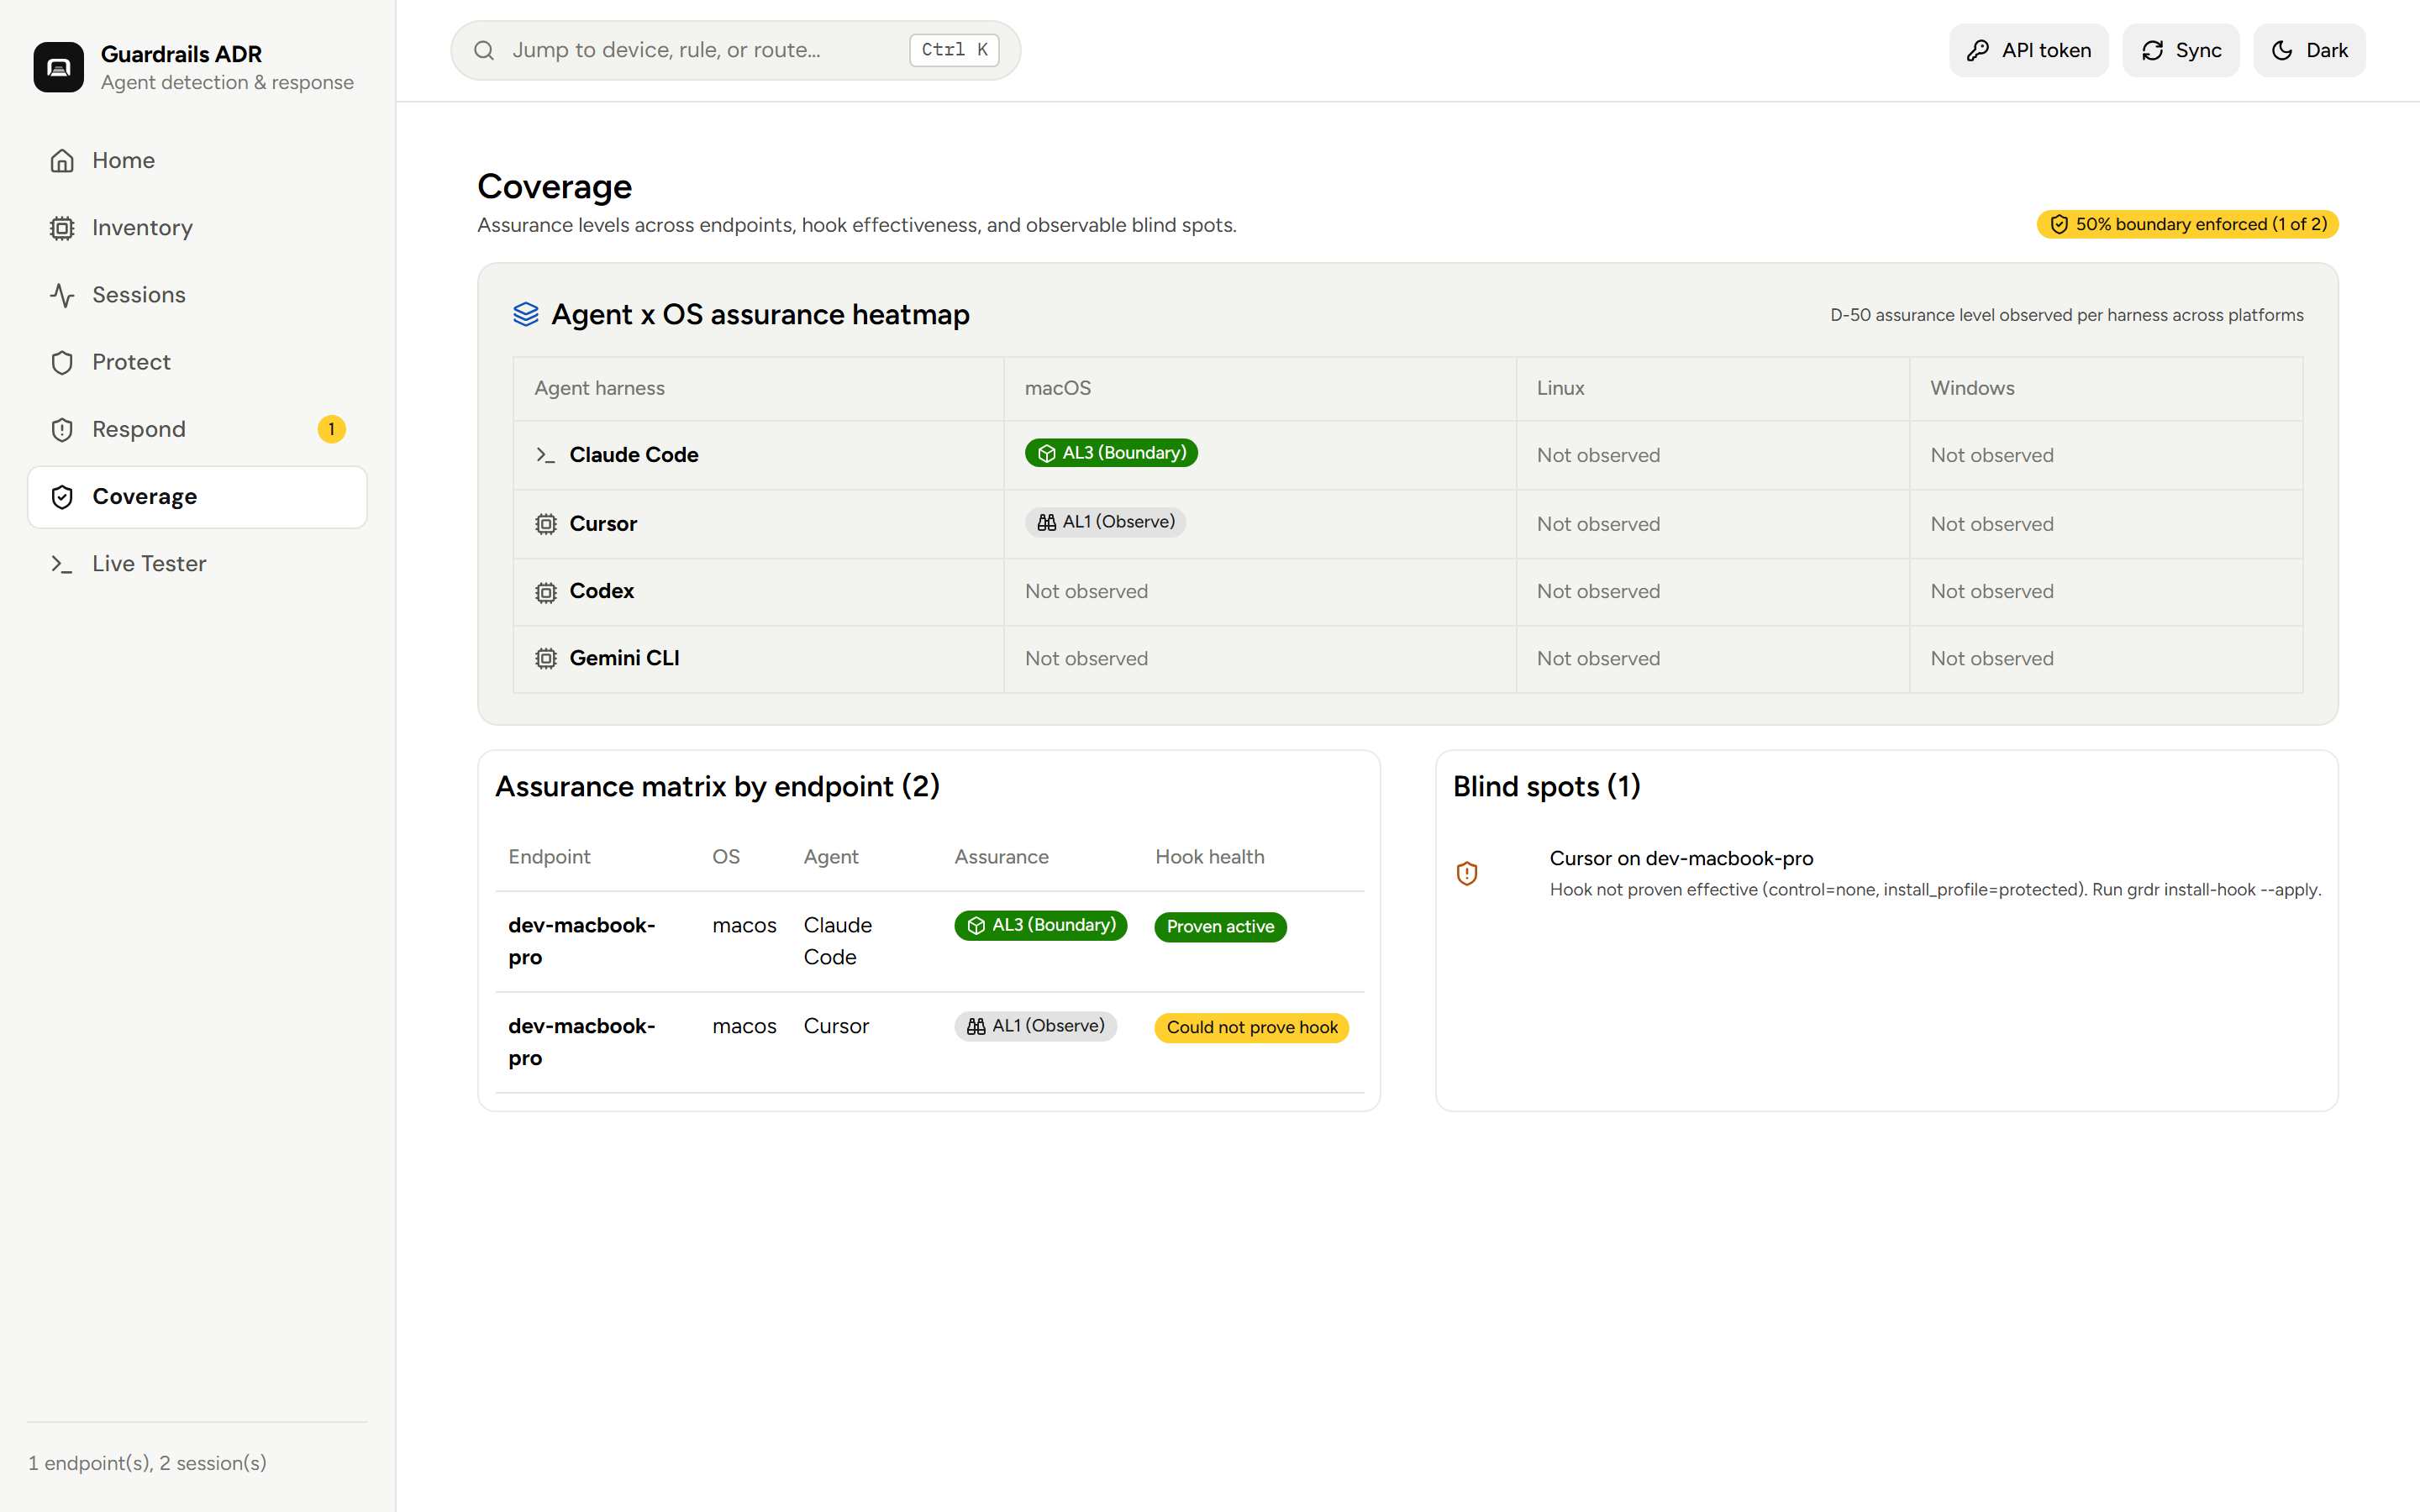 Guardrails ADR
Agent detection & response
Jump to device, rule, or route...
Ctrl K
API token
Sync
Dark
Home
Inventory
Sessions
Protect
Respond
1
Coverage
Live Tester
1 endpoint(s), 2 session(s)
Coverage
Assurance levels across endpoints, hook effectiveness, and observable blind spots.
50% boundary enforced (1 of 2)
Agent x OS assurance heatmap
D-50 assurance level observed per harness across platforms
Agent harness macOS Linux Windows
Claude Code AL3 (Boundary) Not observed Not observed
Cursor AL1 (Observe) Not observed Not observed
Codex Not observed Not observed Not observed
Gemini CLI Not observed Not observed Not observed
Assurance matrix by endpoint (2)
Endpoint OS Agent Assurance Hook health
dev-macbook- macos Claude AL3 (Boundary) Proven active
pro Code
dev-macbook- macos Cursor AL1 (Observe) Could not prove hook
pro
Blind spots (1)
Cursor on dev-macbook-pro
Hook not proven effective (control=none, install_profile=protected). Run grdr install-hook --apply.